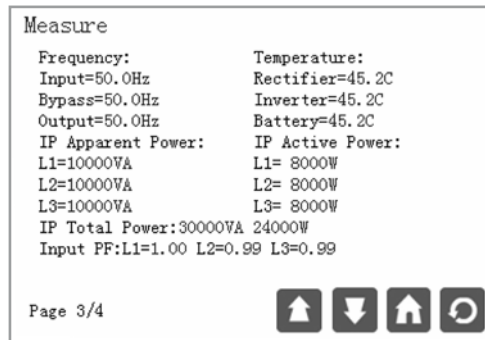 Measure
Frequency: Temperature:
Input=50.0Hz Rectifier=45.2C
Bypass=50.0Hz Inverter=45.2C
Output=50.0Hz Battery=45.2C
IP Apparent Power: IP Active Power:
L1=10000VA L1= 8000W
L2=10000VA L2= 8000W
L3=10000VA L3= 8000W
IP Total Power:30000VA 24000W
Input PF:L1=1.00 L2=0.99 L3=0.99
Page 3/4